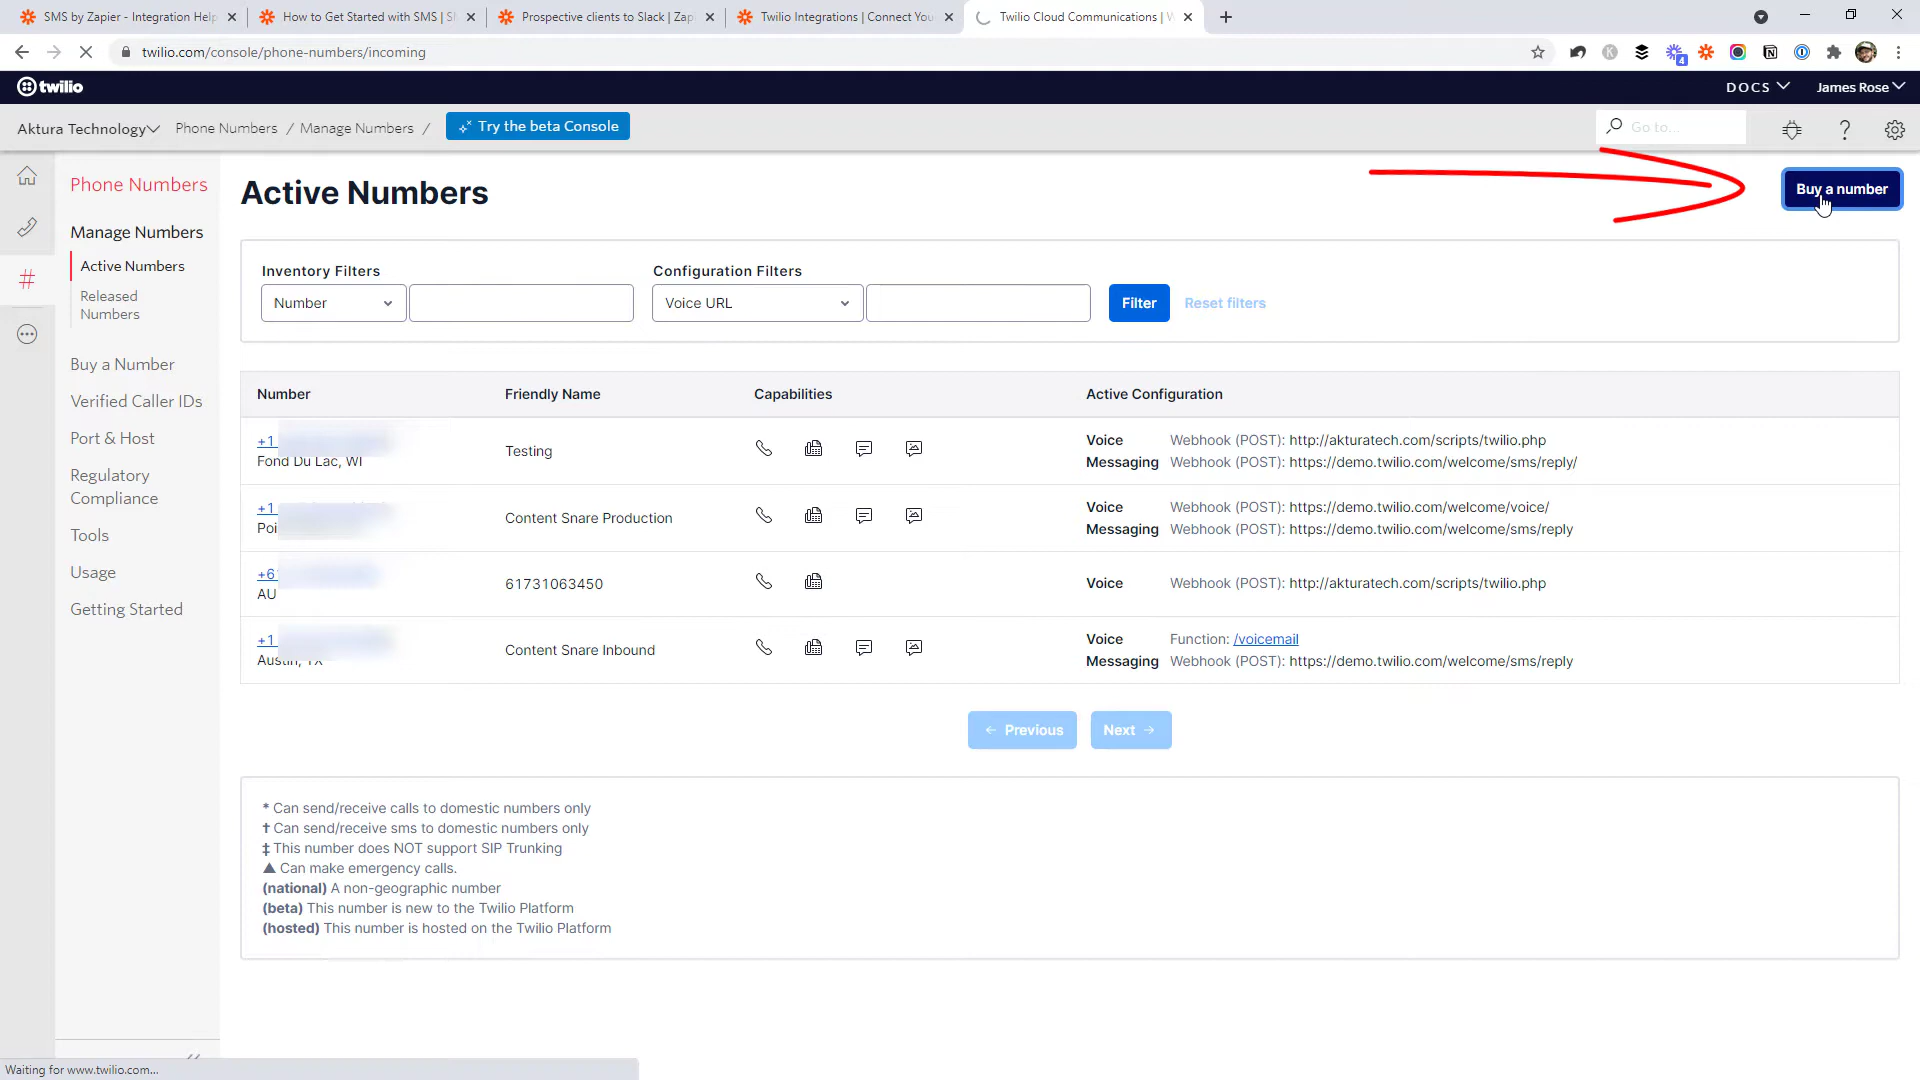 SMS by Zapier - Integration Help
How to Get Started with SMS | S
Prospective clients to Slack | Zap
Twilio Integrations | Connect You
Twilio Cloud Communications | W
twilio.com/console/phone-numbers/incoming
4
twilio
DOCS
James Rose
Aktura Technology
Phone Numbers / Manage Numbers /
Try the beta Console
Go to...
Phone Numbers
Manage Numbers
Active Numbers
Released
Numbers
Buy a Number
Verified Caller IDs
Port & Host
Regulatory
Compliance
Tools
Usage
Getting Started
Active Numbers
Buy a number
Inventory Filters
Configuration Filters
Number
Voice URL
Filter
Reset filters
Number Friendly Name Capabilities Active Configuration
+1
Fond Du Lac, WI
Testing
Voice Webhook (POST): http://akturatech.com/scripts/twilio.php
Messaging Webhook (POST): https://demo.twilio.com/welcome/sms/reply/
+1
Poi
Content Snare Production
Voice Webhook (POST): https://demo.twilio.com/welcome/voice/
Messaging Webhook (POST): https://demo.twilio.com/welcome/sms/reply
+6
AU
61731063450
Voice Webhook (POST): http://akturatech.com/scripts/twilio.php
+1
Austin, TX
Content Snare Inbound
Voice Function: /voicemail
Messaging Webhook (POST): https://demo.twilio.com/welcome/sms/reply
← Previous
Next →
* Can send/receive calls to domestic numbers only
† Can send/receive sms to domestic numbers only
‡ This number does NOT support SIP Trunking
▲ Can make emergency calls.
(national) A non-geographic number
(beta) This number is new to the Twilio Platform
(hosted) This number is hosted on the Twilio Platform
Waiting for www.twilio.com...